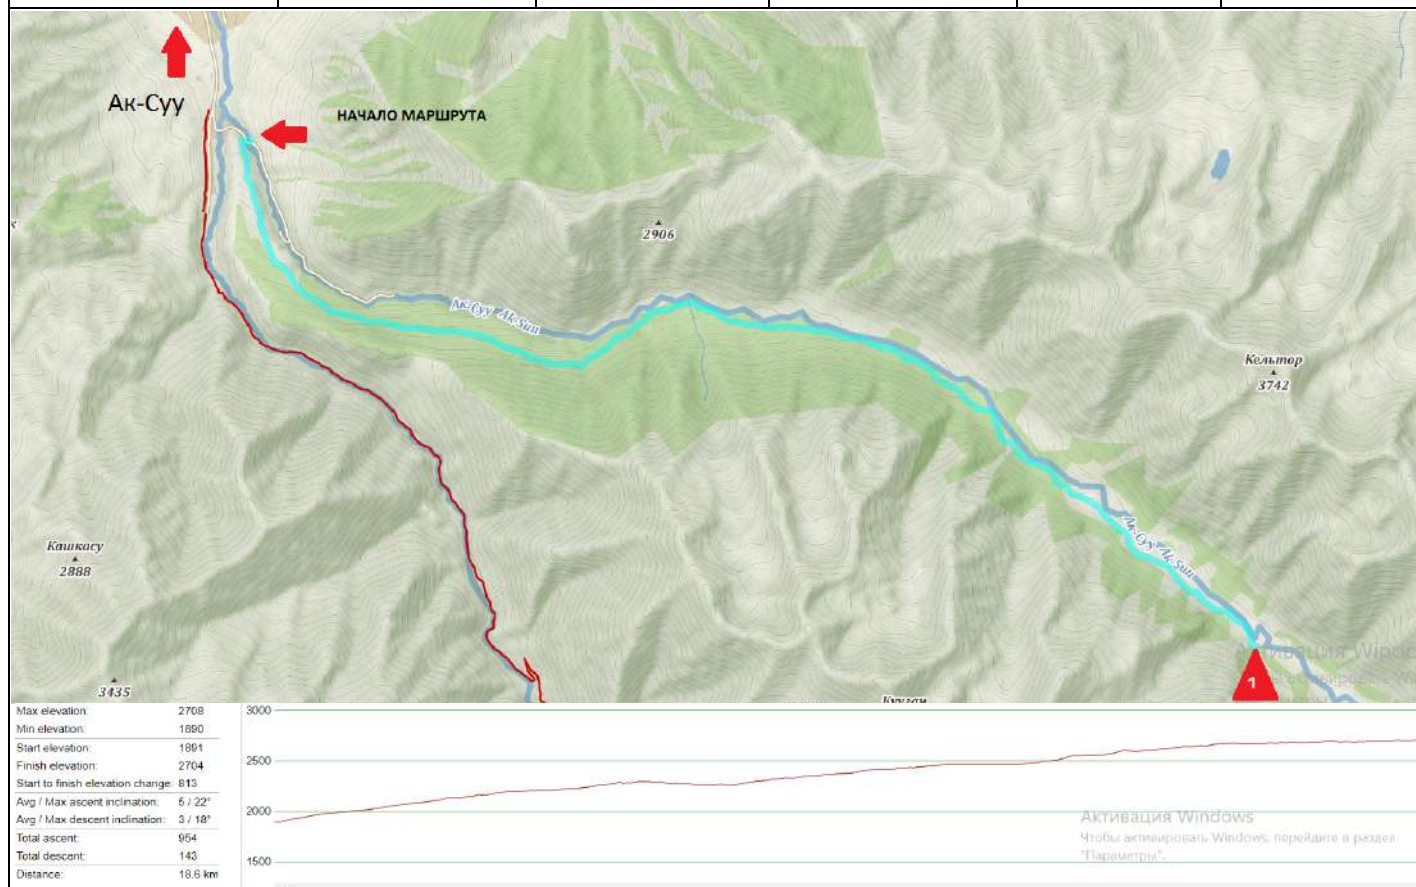 Ак-Суу
НАЧАЛО МАРШРУТА
2906
Ак-Суу Ak-Suu
Кельтор
3742
Кашкасу
2888
Ак-Суу Ak-Suu
3435
1
Max elevation: 2708
Min elevation: 1890
Start elevation: 1891
Finish elevation: 2704
Start to finish elevation change: 813
Avg / Max ascent inclination: 5 / 22°
Avg / Max descent inclination: 3 / 18°
Total ascent: 954
Total descent: 143
Distance: 18.6 km
3000
2500
2000
1500
Активация Windows
Чтобы активировать Windows, перейдите в раздел
"Параметры".